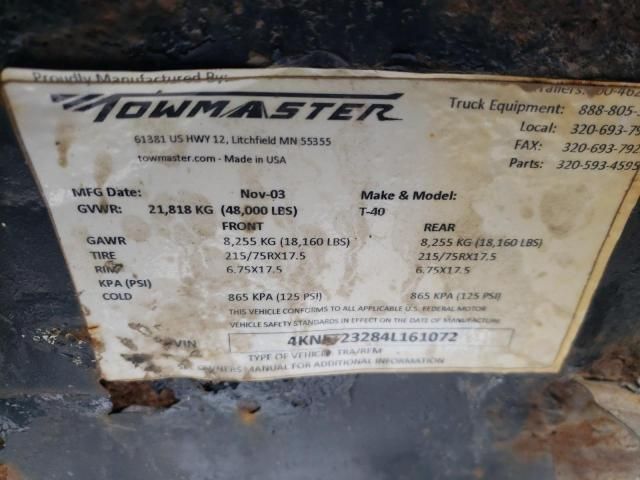 Proudly Manufactured By:
TOWMASTER
61381 US HWY 12, Litchfield MN 55355
towmaster.com - Made in USA
Truck Equipment: 888-805-
Local: 320-693-79
FAX: 320-693-792
Parts: 320-593-4595
MFG Date: Nov-03 Make & Model:
GVWR: 21,818 KG (48,000 LBS) T-40
FRONT REAR
GAWR 8,255 KG (18,160 LBS) 8,255 KG (18,160 LBS)
TIRE 215/75RX17.5 215/75RX17.5
RIM 6.75X17.5 6.75X17.5
KPA (PSI)
COLD 865 KPA (125 PSI) 865 KPA (125 PSI)
THIS VEHICLE CONFORMS TO ALL APPLICABLE U.S. FEDERAL MOTOR
VEHICLE SAFETY STANDARDS IN EFFECT ON THE DATE OF MANUFACTURE
VIN
TYPE OF VEHICLE: TRA/REM
OWNERS MANUAL FOR ADDITIONAL INFORMATION